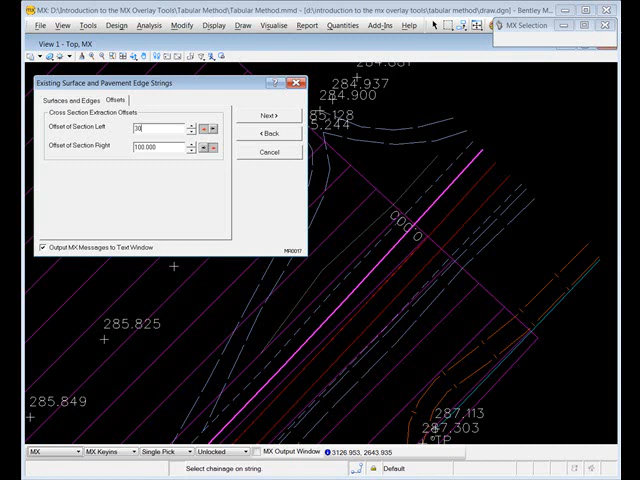 MX: D:\Introduction to the MX Overlay Tools\Tabular Method\Tabular Method.mmd - [d:\introduction to the mx overlay tools\tabular method\draw.dgn] - Bentley M...
MX Selection
File View Tools Modify Analysis Design Draw Visualise Report Quantities Add-Ins Help
View 1 - Top, MX
Existing Surface and Pavement Edge Strings
Surfaces and Edges Offsets
Cross Section Extraction Offsets
Offset of Section Left 30
Offset of Section Right 100.000
Next >
< Back
Cancel
Output MX Messages to Text Window
MR0017
284.937
284.900
285.128
5.244
0.000
285.825
285.849
287.113
287.303
TP
MX MX Keyins Single Pick Unlocked MX Output Window 3126.953, 2643.935
Select chainage on string.
Default